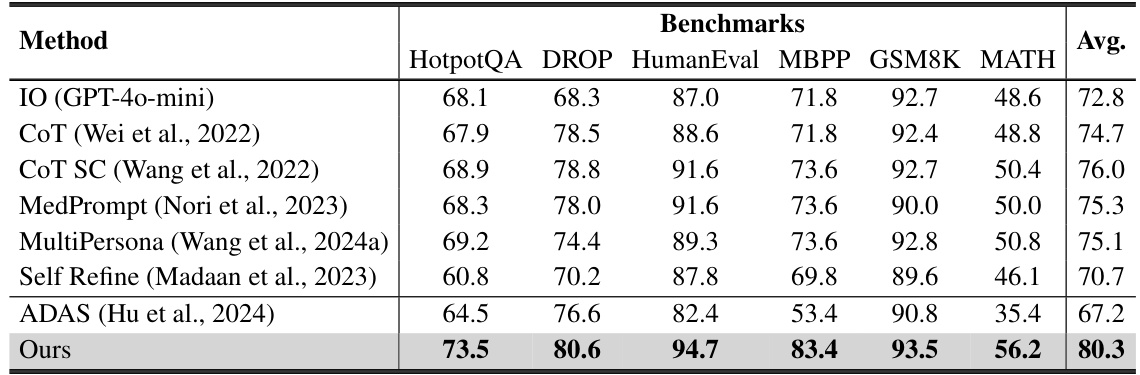 Method Benchmarks Avg.
HotpotQA DROP HumanEval MBPP GSM8K MATH
IO (GPT-4o-mini) 68.1 68.3 87.0 71.8 92.7 48.6 72.8
CoT (Wei et al., 2022) 67.9 78.5 88.6 71.8 92.4 48.8 74.7
CoT SC (Wang et al., 2022) 68.9 78.8 91.6 73.6 92.7 50.4 76.0
MedPrompt (Nori et al., 2023) 68.3 78.0 91.6 73.6 90.0 50.0 75.3
MultiPersona (Wang et al., 2024a) 69.2 74.4 89.3 73.6 92.8 50.8 75.1
Self Refine (Madaan et al., 2023) 60.8 70.2 87.8 69.8 89.6 46.1 70.7
ADAS (Hu et al., 2024) 64.5 76.6 82.4 53.4 90.8 35.4 67.2
Ours 73.5 80.6 94.7 83.4 93.5 56.2 80.3